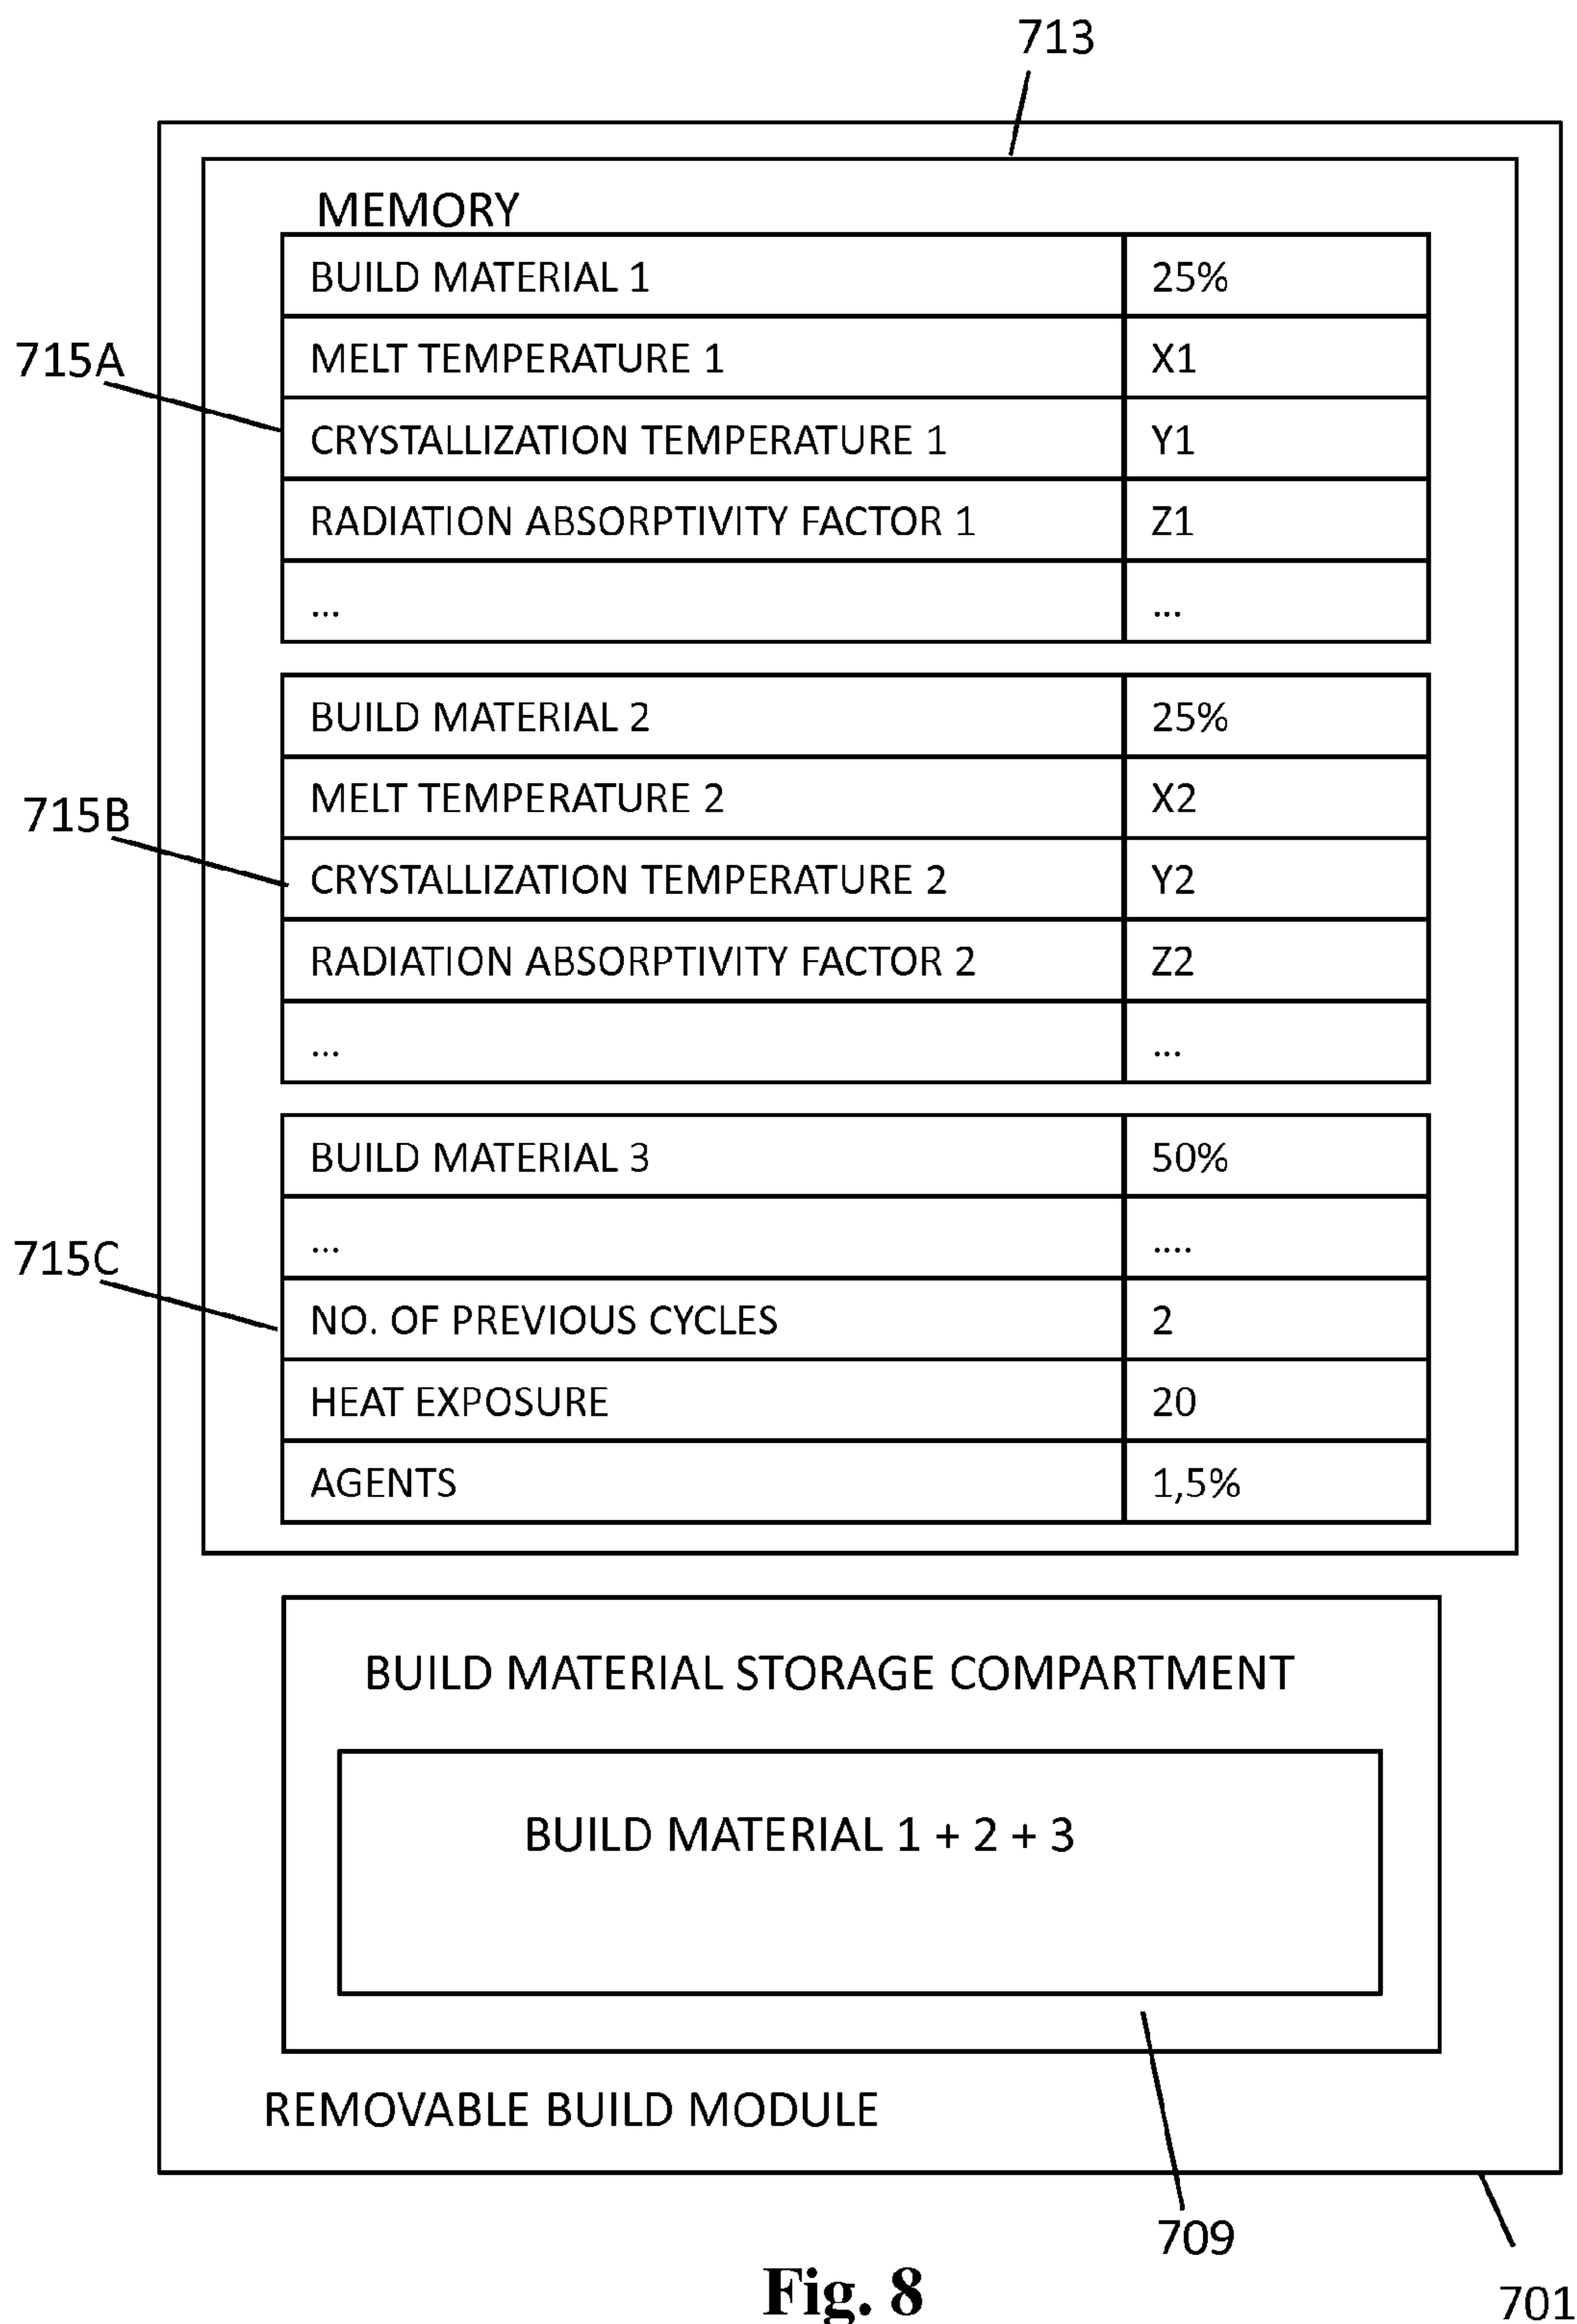 713
MEMORY
BUILD MATERIAL 1 25%
MELT TEMPERATURE 1 X1
715A
CRYSTALLIZATION TEMPERATURE 1 Y1
RADIATION ABSORPTIVITY FACTOR 1 Z1
... ...
BUILD MATERIAL 2 25%
MELT TEMPERATURE 2 X2
715B
CRYSTALLIZATION TEMPERATURE 2 Y2
RADIATION ABSORPTIVITY FACTOR 2 Z2
... ...
BUILD MATERIAL 3 50%
... ....
715C
NO. OF PREVIOUS CYCLES 2
HEAT EXPOSURE 20
AGENTS 1,5%
BUILD MATERIAL STORAGE COMPARTMENT
BUILD MATERIAL 1 + 2 + 3
REMOVABLE BUILD MODULE
709
701
Fig. 8